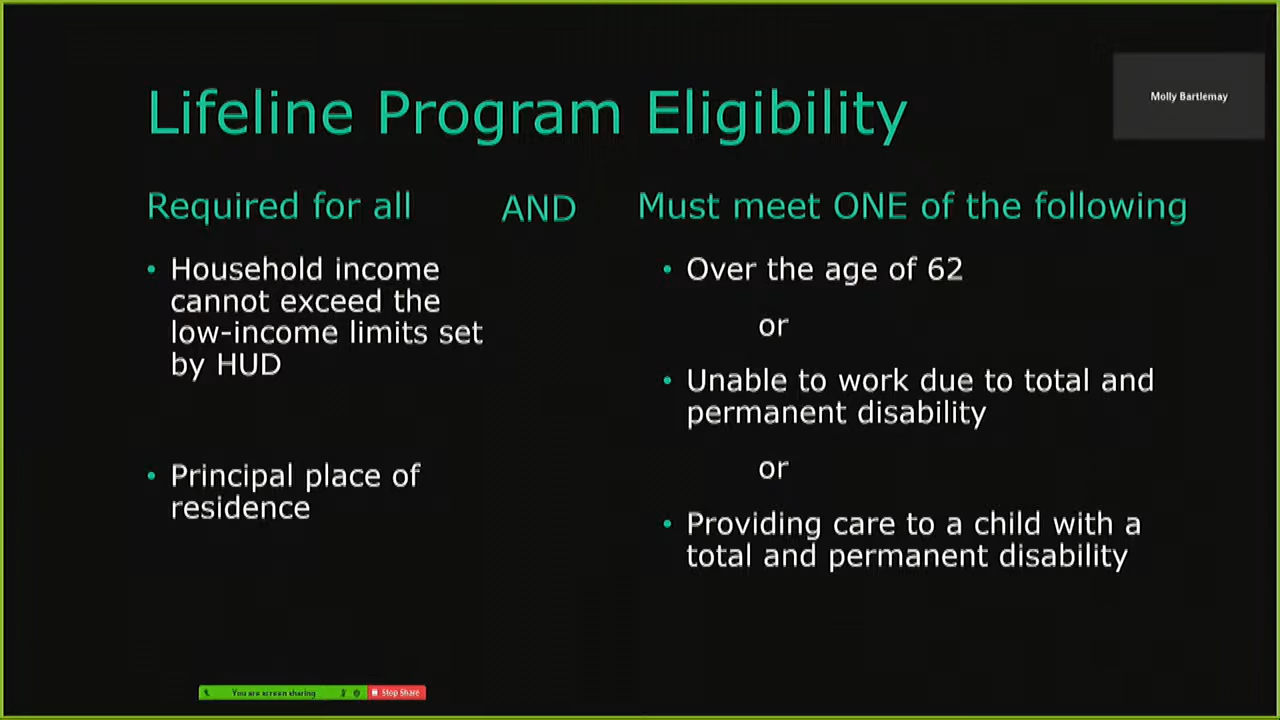 Lifeline Program Eligibility
Molly Bartlemay
Required for all
AND
Must meet ONE of the following
• Household income
cannot exceed the
low-income limits set
by HUD
• Principal place of
residence
• Over the age of 62
or
• Unable to work due to total and
permanent disability
or
• Providing care to a child with a
total and permanent disability
You are screen sharing
Stop Share